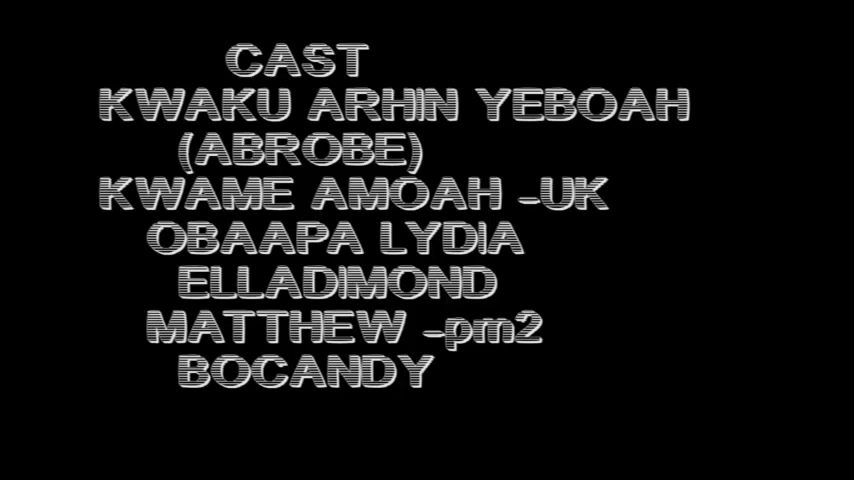 CAST
KWAKU ARHIN YEBOAH
(ABROBE)
KWAME AMOAH -UK
OBAAPA LYDIA
ELLADIMOND
MATTHEW -pm2
BOCANDY